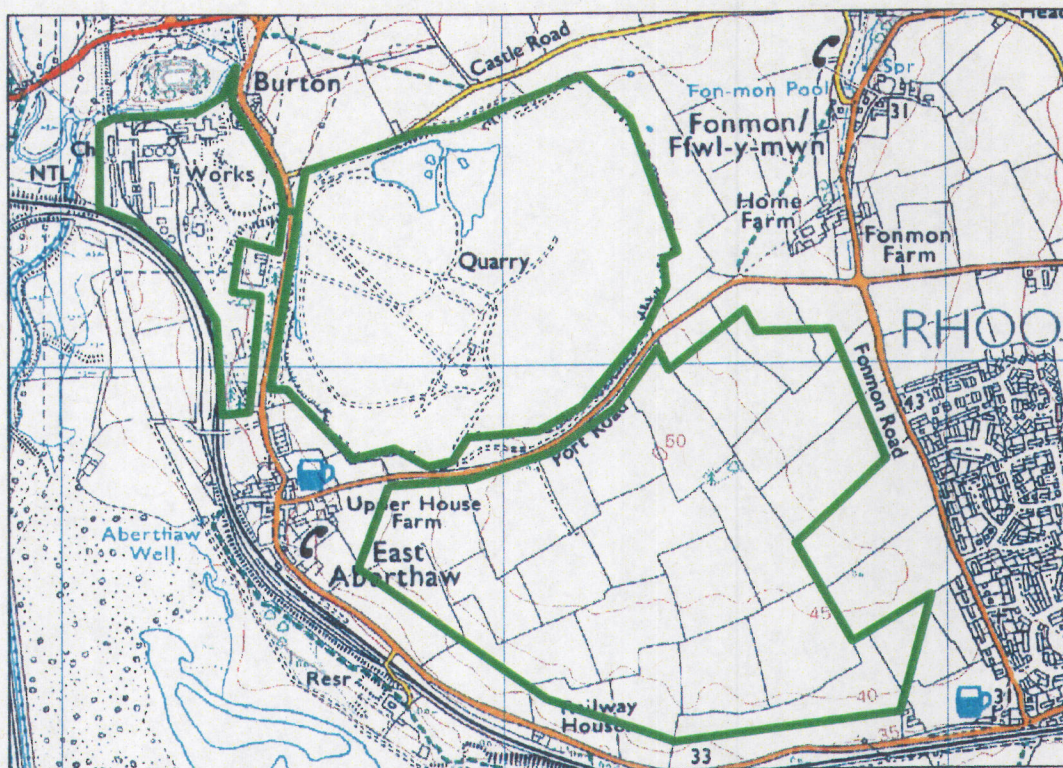 Castle Road
Burton
Spr
Fon-mon Pool
31
Fonmon/
Ffwl-y-mwn
Ch
NTL
Works
Home
Farm
Fonmon
Farm
Quarry
RHOO
43
Fonmon Road
Port Road
50
Upper House
Farm
Aberthaw
Well
East
Aberthaw
45
Resr
40
Railway
House
31
35
33